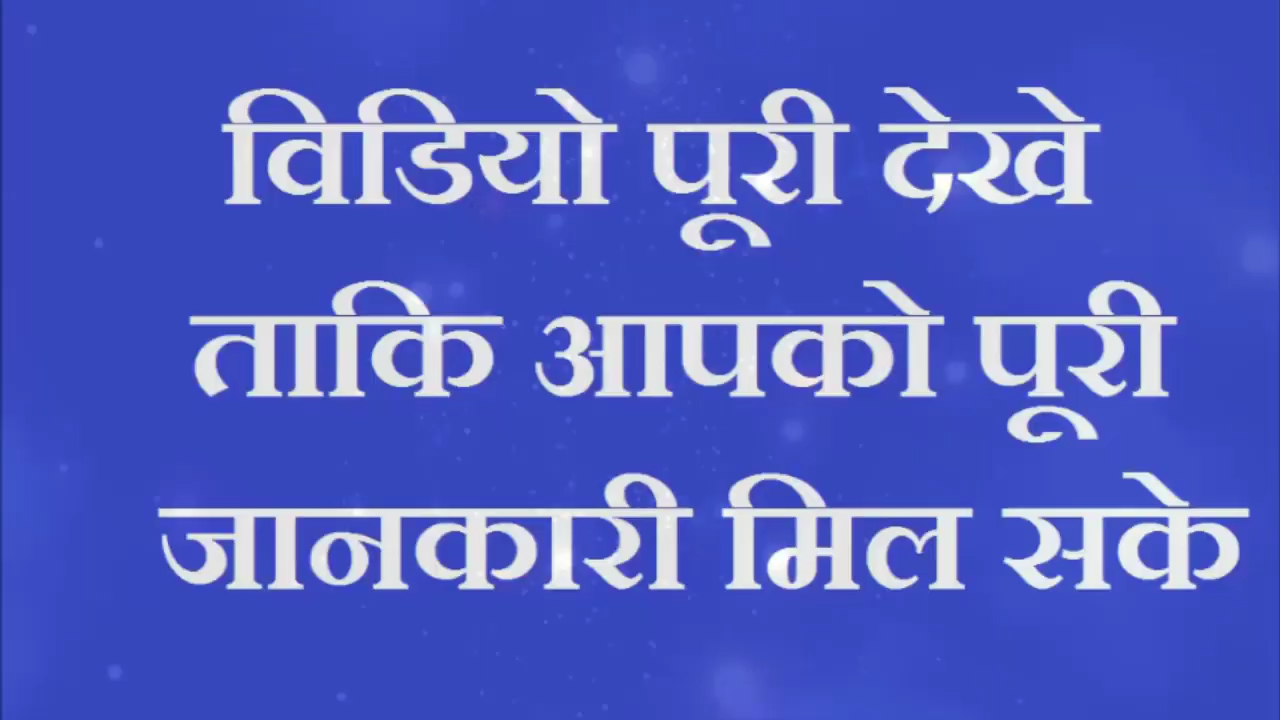 विडियो पूरी देखे
ताकि आपको पूरी
जानकारी मिल सके